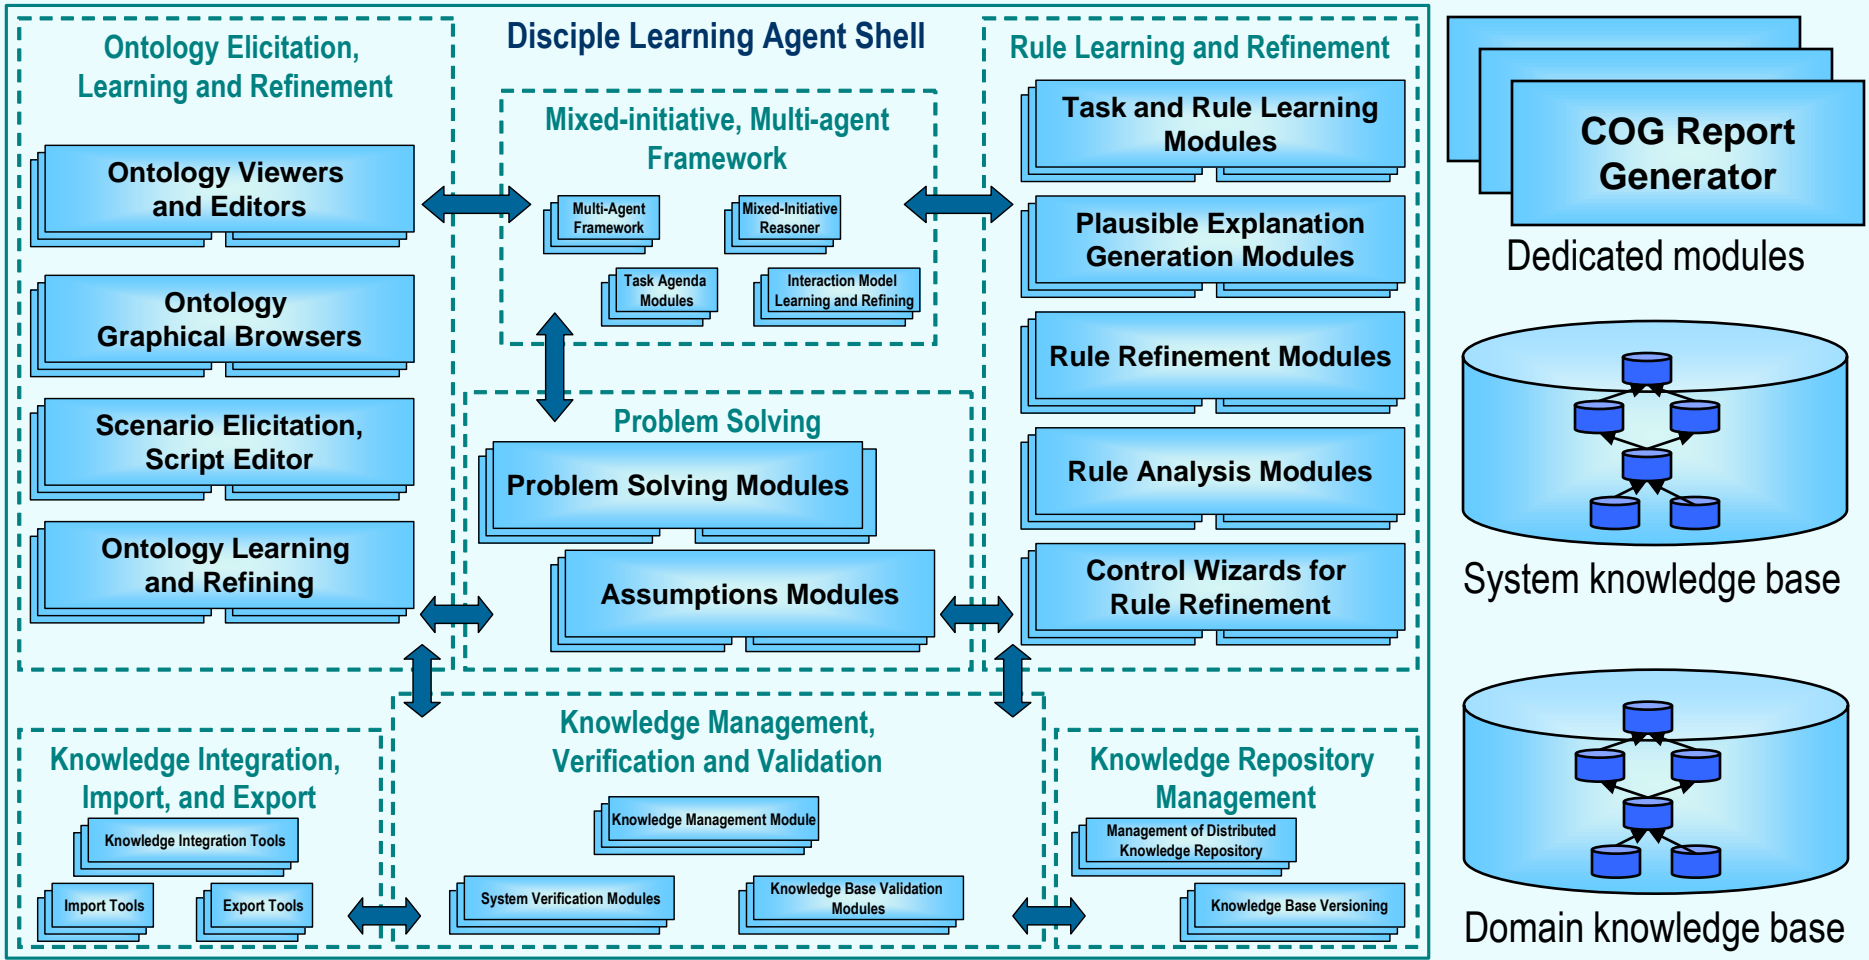 Disciple Learning Agent Shell
Ontology Elicitation,
Learning and Refinement
Ontology Viewers
and Editors
Ontology
Graphical Browsers
Scenario Elicitation,
Script Editor
Ontology Learning
and Refining
Mixed-initiative, Multi-agent
Framework
Multi-Agent
Framework
Mixed-Initiative
Reasoner
Task Agenda
Modules
Interaction Model
Learning and Refining
Problem Solving
Problem Solving Modules
Assumptions Modules
Rule Learning and Refinement
Task and Rule Learning
Modules
Plausible Explanation
Generation Modules
Rule Refinement Modules
Rule Analysis Modules
Control Wizards for
Rule Refinement
Knowledge Integration,
Import, and Export
Knowledge Integration Tools
Import Tools
Export Tools
Knowledge Management,
Verification and Validation
Knowledge Management Module
System Verification Modules
Knowledge Base Validation
Modules
Knowledge Repository
Management
Management of Distributed
Knowledge Repository
Knowledge Base Versioning
COG Report
Generator
Dedicated modules
System knowledge base
Domain knowledge base